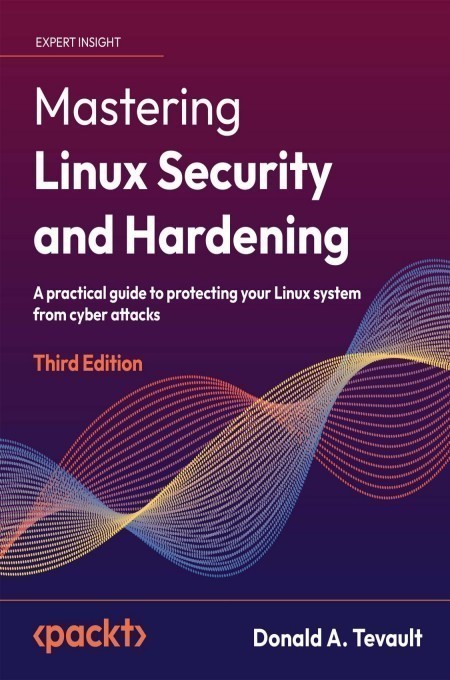 EXPERT INSIGHT
Mastering
Linux Security
and Hardening
A practical guide to protecting your Linux system
from cyber attacks
Third Edition
<packt>
Donald A. Tevault